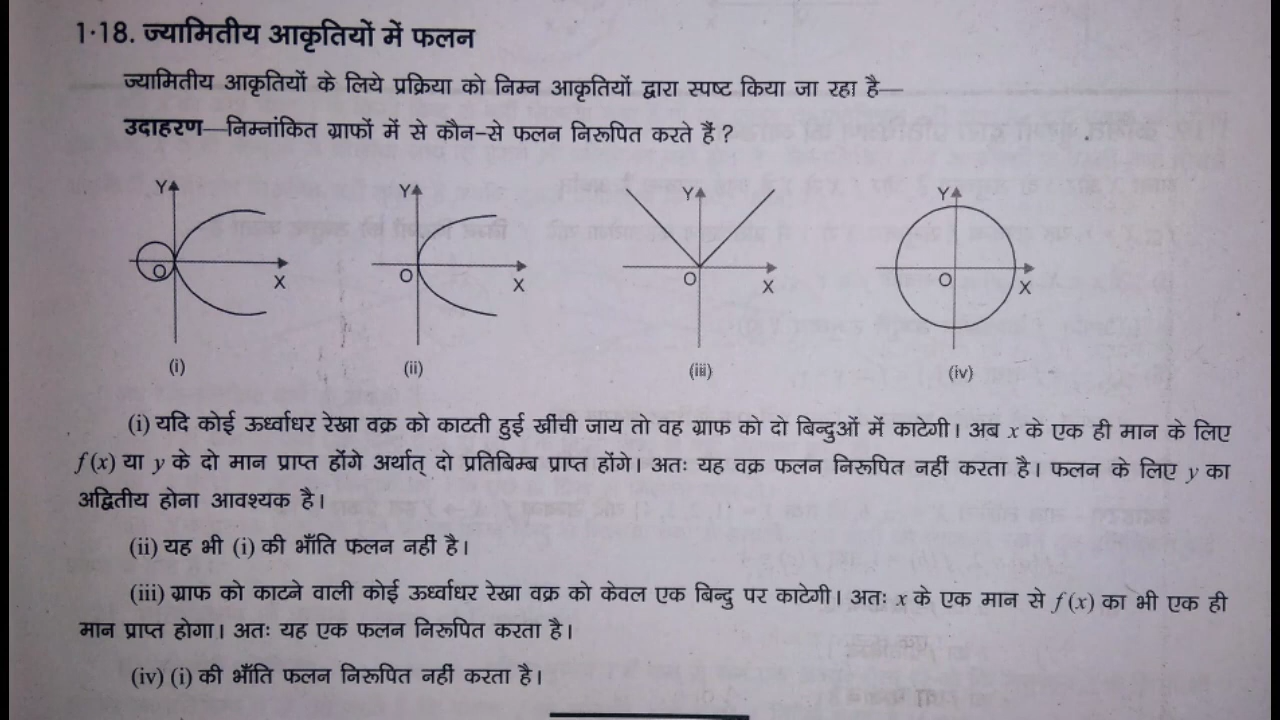 1·18. ज्यामितीय आकृतियों में फलन
ज्यामितीय आकृतियों के लिये प्रक्रिया को निम्न आकृतियों द्वारा स्पष्ट किया जा रहा है—
उदाहरण—निम्नांकित ग्राफों में से कौन-से फलन निरूपित करते हैं?
Y O X (i)
Y O X (ii)
Y O X (iii)
Y O X (iv)
(i) यदि कोई ऊर्ध्वाधर रेखा वक्र को काटती हुई खींची जाय तो वह ग्राफ को दो बिन्दुओं में काटेगी। अब x के एक ही मान के लिए
f (x) या y के दो मान प्राप्त होंगे अर्थात् दो प्रतिबिम्ब प्राप्त होंगे। अतः यह वक्र फलन निरूपित नहीं करता है। फलन के लिए y का
अद्वितीय होना आवश्यक है।
(ii) यह भी (i) की भाँति फलन नहीं है।
(iii) ग्राफ को काटने वाली कोई ऊर्ध्वाधर रेखा वक्र को केवल एक बिन्दु पर काटेगी। अतः x के एक मान से f (x) का भी एक ही
मान प्राप्त होगा। अतः यह एक फलन निरूपित करता है।
(iv) (i) की भाँति फलन निरूपित नहीं करता है।